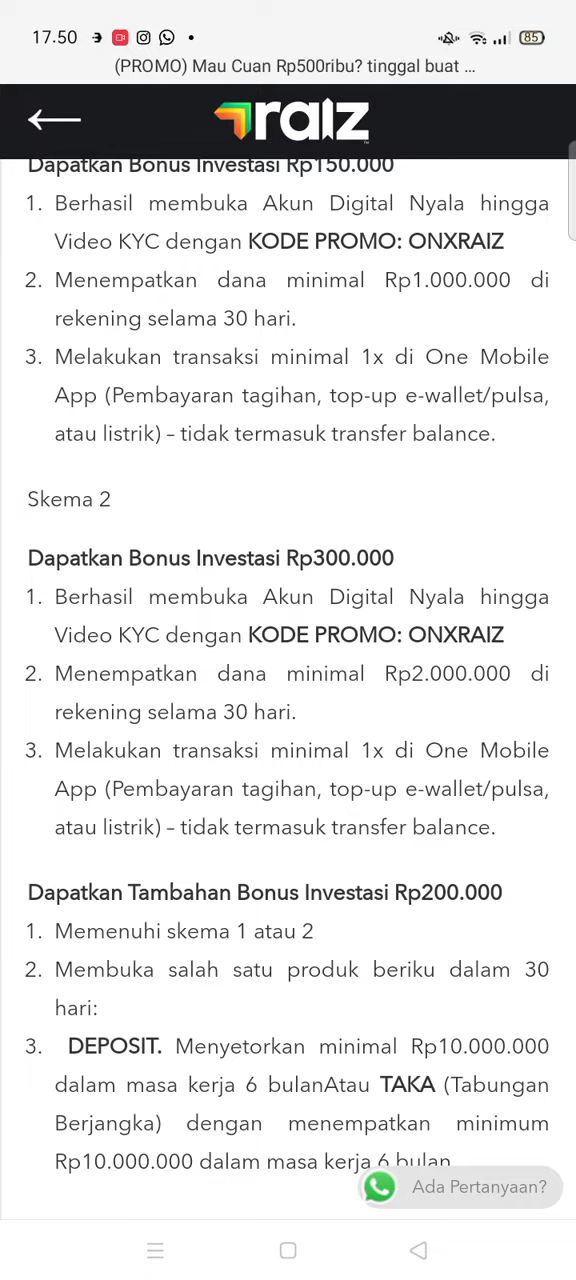 17.50
85
(PROMO) Mau Cuan Rp500ribu? tinggal buat ...
raiz
Dapatkan Bonus Investasi Rp150.000
1. Berhasil membuka Akun Digital Nyala hingga
Video KYC dengan KODE PROMO: ONXRAIZ
2. Menempatkan dana minimal Rp1.000.000 di
rekening selama 30 hari.
3. Melakukan transaksi minimal 1x di One Mobile
App (Pembayaran tagihan, top-up e-wallet/pulsa,
atau listrik) – tidak termasuk transfer balance.
Skema 2
Dapatkan Bonus Investasi Rp300.000
1. Berhasil membuka Akun Digital Nyala hingga
Video KYC dengan KODE PROMO: ONXRAIZ
2. Menempatkan dana minimal Rp2.000.000 di
rekening selama 30 hari.
3. Melakukan transaksi minimal 1x di One Mobile
App (Pembayaran tagihan, top-up e-wallet/pulsa,
atau listrik) – tidak termasuk transfer balance.
Dapatkan Tambahan Bonus Investasi Rp200.000
1. Memenuhi skema 1 atau 2
2. Membuka salah satu produk beriku dalam 30
hari:
3. DEPOSIT. Menyetorkan minimal Rp10.000.000
dalam masa kerja 6 bulanAtau TAKA (Tabungan
Berjangka) dengan menempatkan minimum
Rp10.000.000 dalam masa kerja 6 bulan
Ada Pertanyaan?